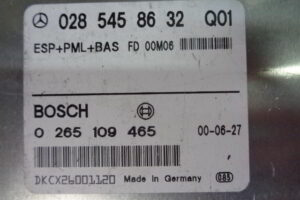 028 545 86 32 Q01
ESP+PML+BAS FD 00M06
BOSCH
0 265 109 465 00-06-27
DKCX26001120 Made in Germany